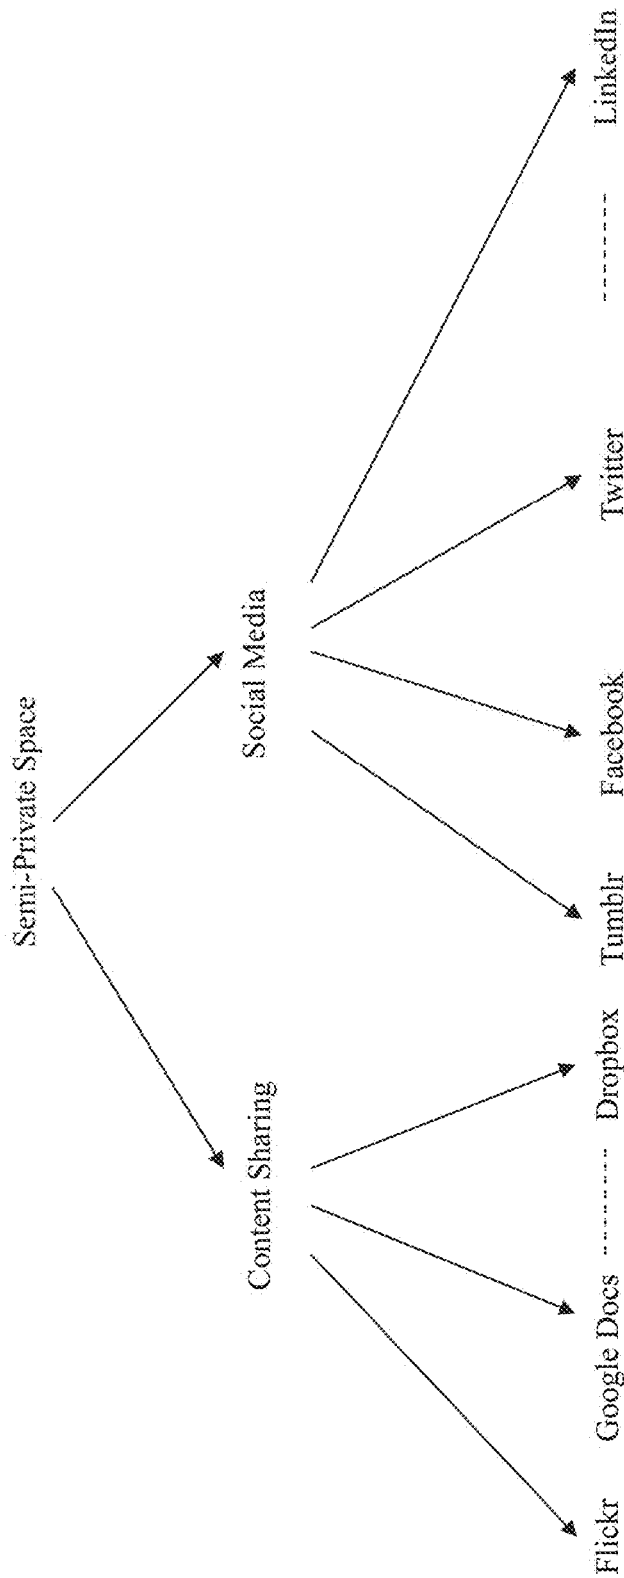 Semi-Private Space
Content Sharing
Social Media
Flickr
Google Docs
Dropbox
Tumblr
Facebook
Twitter
LinkedIn